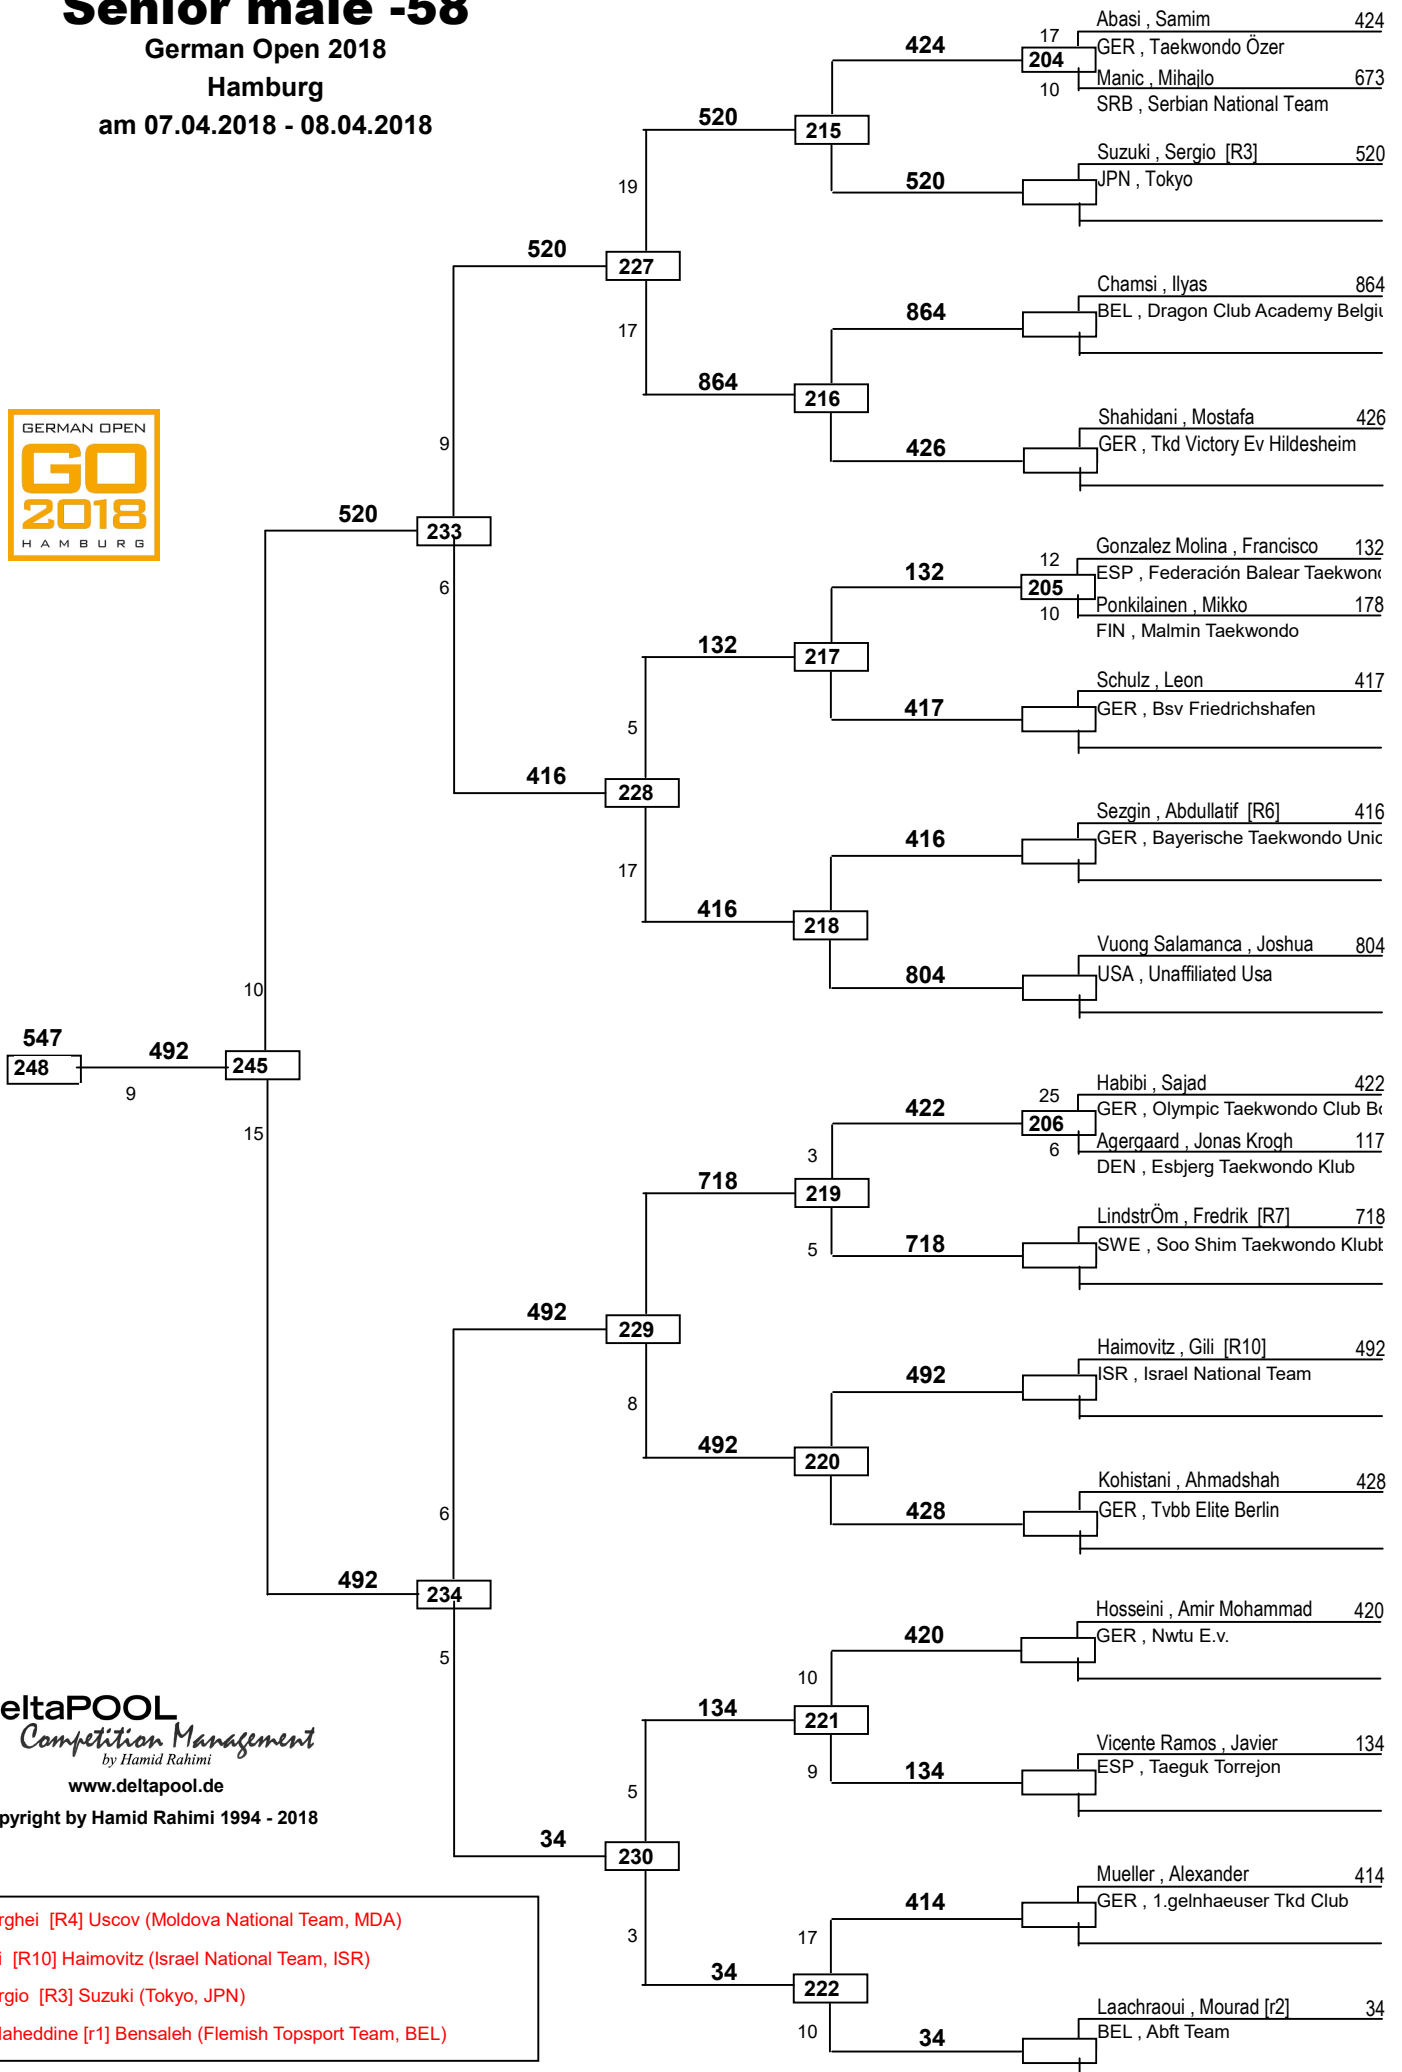 Senior male -58
German Open 2018
Hamburg
am 07.04.2018 - 08.04.2018
424
17
204
10
Abasi , Samim 424
GER , Taekwondo Özer
Manic , Mihajlo 673
SRB , Serbian National Team
520
215
19
520
Suzuki , Sergio [R3] 520
JPN , Tokyo
520
227
17
864
Chamsi , Ilyas 864
BEL , Dragon Club Academy Belgiu
864
216
426
Shahidani , Mostafa 426
GER , Tkd Victory Ev Hildesheim
GERMAN OPEN
GO
2018
HAMBURG
9
520
233
6
132
12
205
10
Gonzalez Molina , Francisco 132
ESP , Federación Balear Taekwond
Ponkilainen , Mikko 178
FIN , Malmin Taekwondo
132
217
5
417
Schulz , Leon 417
GER , Bsv Friedrichshafen
416
228
17
416
Sezgin , Abdullatif [R6] 416
GER , Bayerische Taekwondo Unio
416
218
804
Vuong Salamanca , Joshua 804
USA , Unaffiliated Usa
10
547
248
492
9
245
15
422
25
206
6
Habibi , Sajad 422
GER , Olympic Taekwondo Club Bo
Agergaard , Jonas Krogh 117
DEN , Esbjerg Taekwondo Klub
3
718
219
5
718
LindstrÖm , Fredrik [R7] 718
SWE , Soo Shim Taekwondo Klubb
492
229
8
492
Haimovitz , Gili [R10] 492
ISR , Israel National Team
492
220
428
Kohistani , Ahmadshah 428
GER , Tvbb Elite Berlin
6
492
234
5
420
Hosseini , Amir Mohammad 420
GER , Nwtu E.v.
10
134
221
9
5
134
Vicente Ramos , Javier 134
ESP , Taeguk Torrejon
34
230
3
414
Mueller , Alexander 414
GER , 1.gelnhaeuser Tkd Club
17
34
222
10
34
Laachraoui , Mourad [r2] 34
BEL , Abft Team
eltaPOOL
Competition Management
by Hamid Rahimi
www.deltapool.de
pyright by Hamid Rahimi 1994 - 2018
rghei [R4] Uscov (Moldova National Team, MDA)
i [R10] Haimovitz (Israel National Team, ISR)
rgio [R3] Suzuki (Tokyo, JPN)
laheddine [r1] Bensaleh (Flemish Topsport Team, BEL)